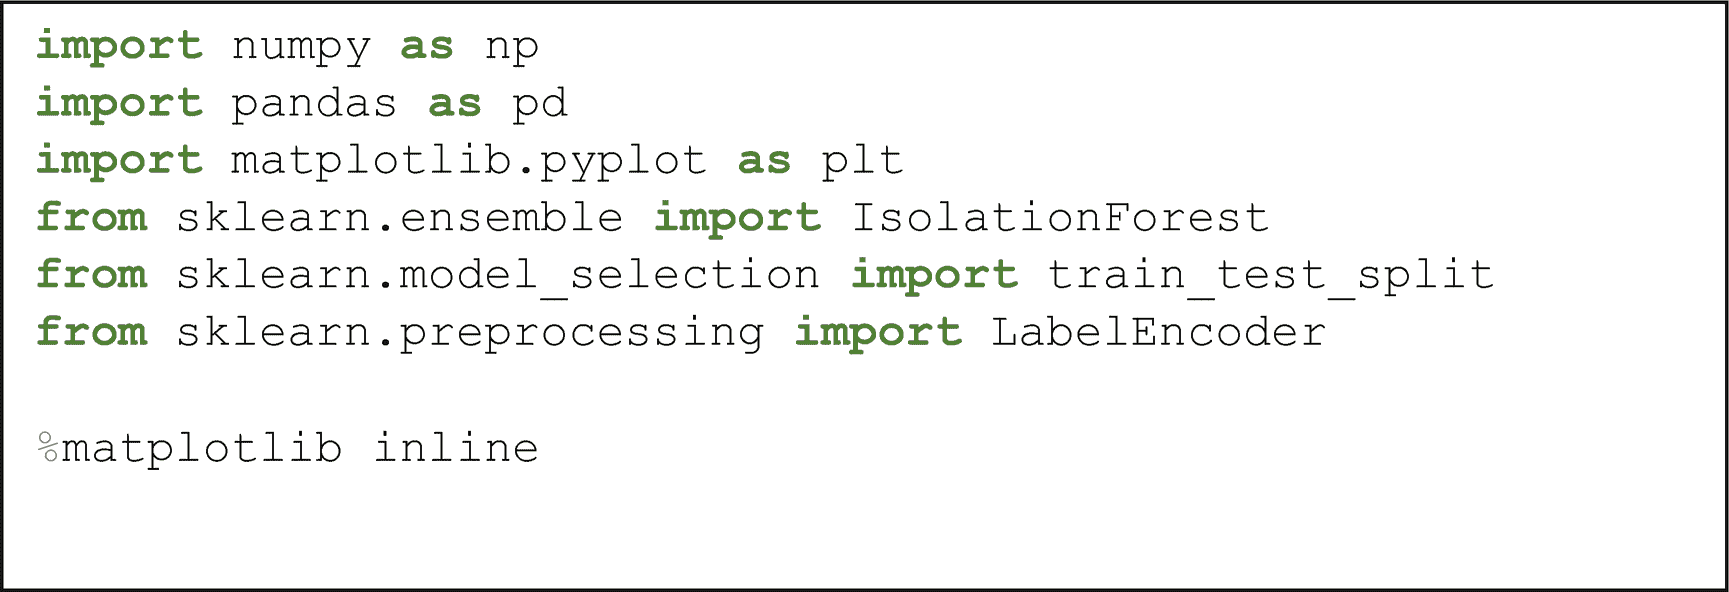 import numpy as np
import pandas as pd
import matplotlib.pyplot as plt
from sklearn.ensemble import IsolationForest
from sklearn.model_selection import train_test_split
from sklearn.preprocessing import LabelEncoder
%matplotlib inline